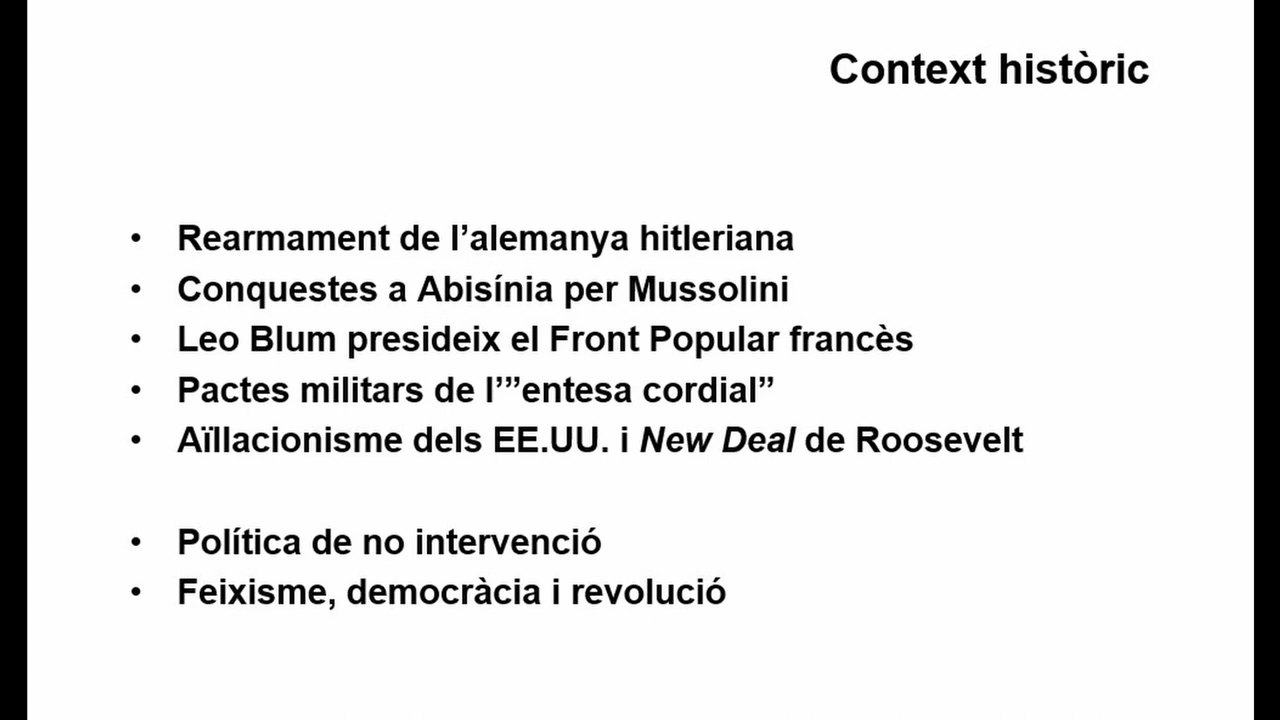 Context històric
• Rearmament de l’alemanya hitleriana
• Conquestes a Abisínia per Mussolini
• Leo Blum presideix el Front Popular francès
• Pactes militars de l’”entesa cordial”
• Aïllacionisme dels EE.UU. i New Deal de Roosevelt
• Política de no intervenció
• Feixisme, democràcia i revolució